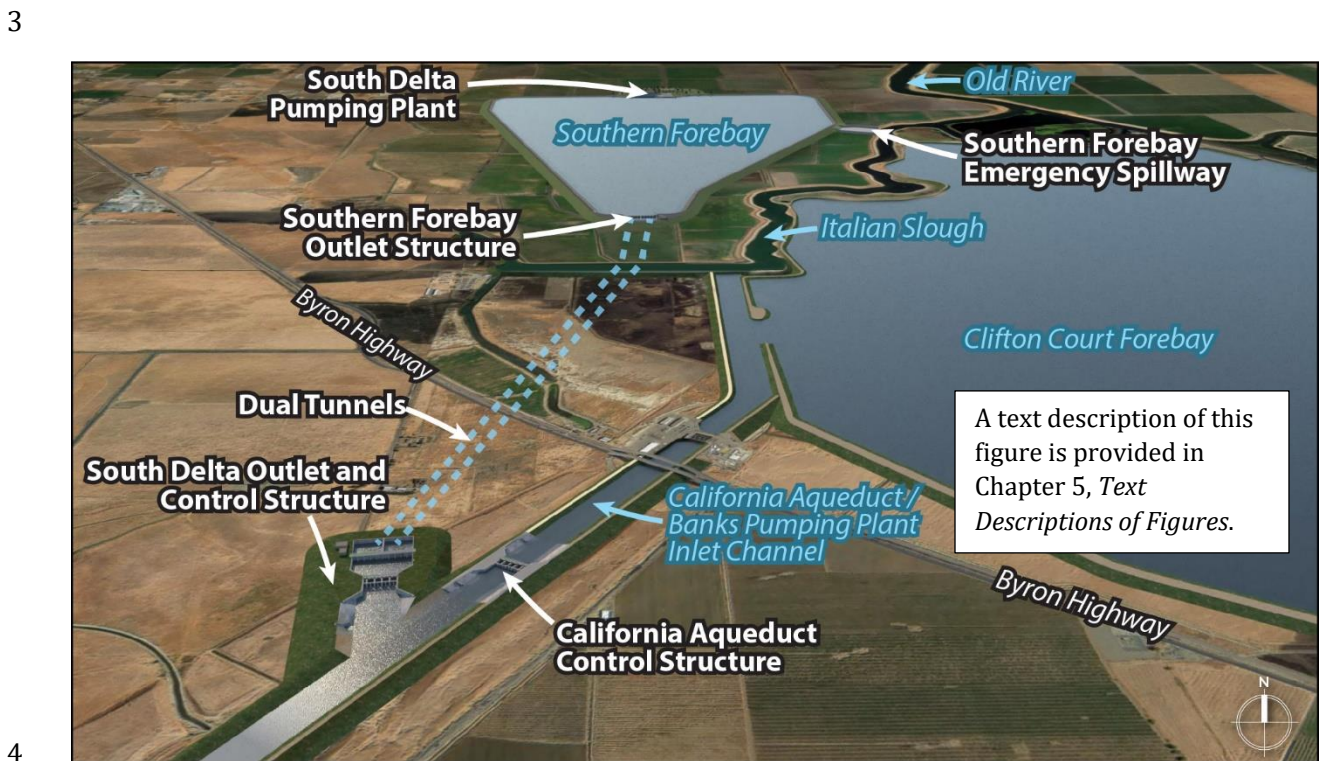 3
South Delta
Pumping Plant
Old River
Southern Forebay
Southern Forebay
Emergency Spillway
Southern Forebay
Outlet Structure
Italian Slough
Byron Highway
Clifton Court Forebay
Dual Tunnels
A text description of this
figure is provided in
Chapter 5, Text
Descriptions of Figures.
South Delta Outlet and
Control Structure
California Aqueduct /
Banks Pumping Plant
Inlet Channel
Byron Highway
California Aqueduct
Control Structure
N
4